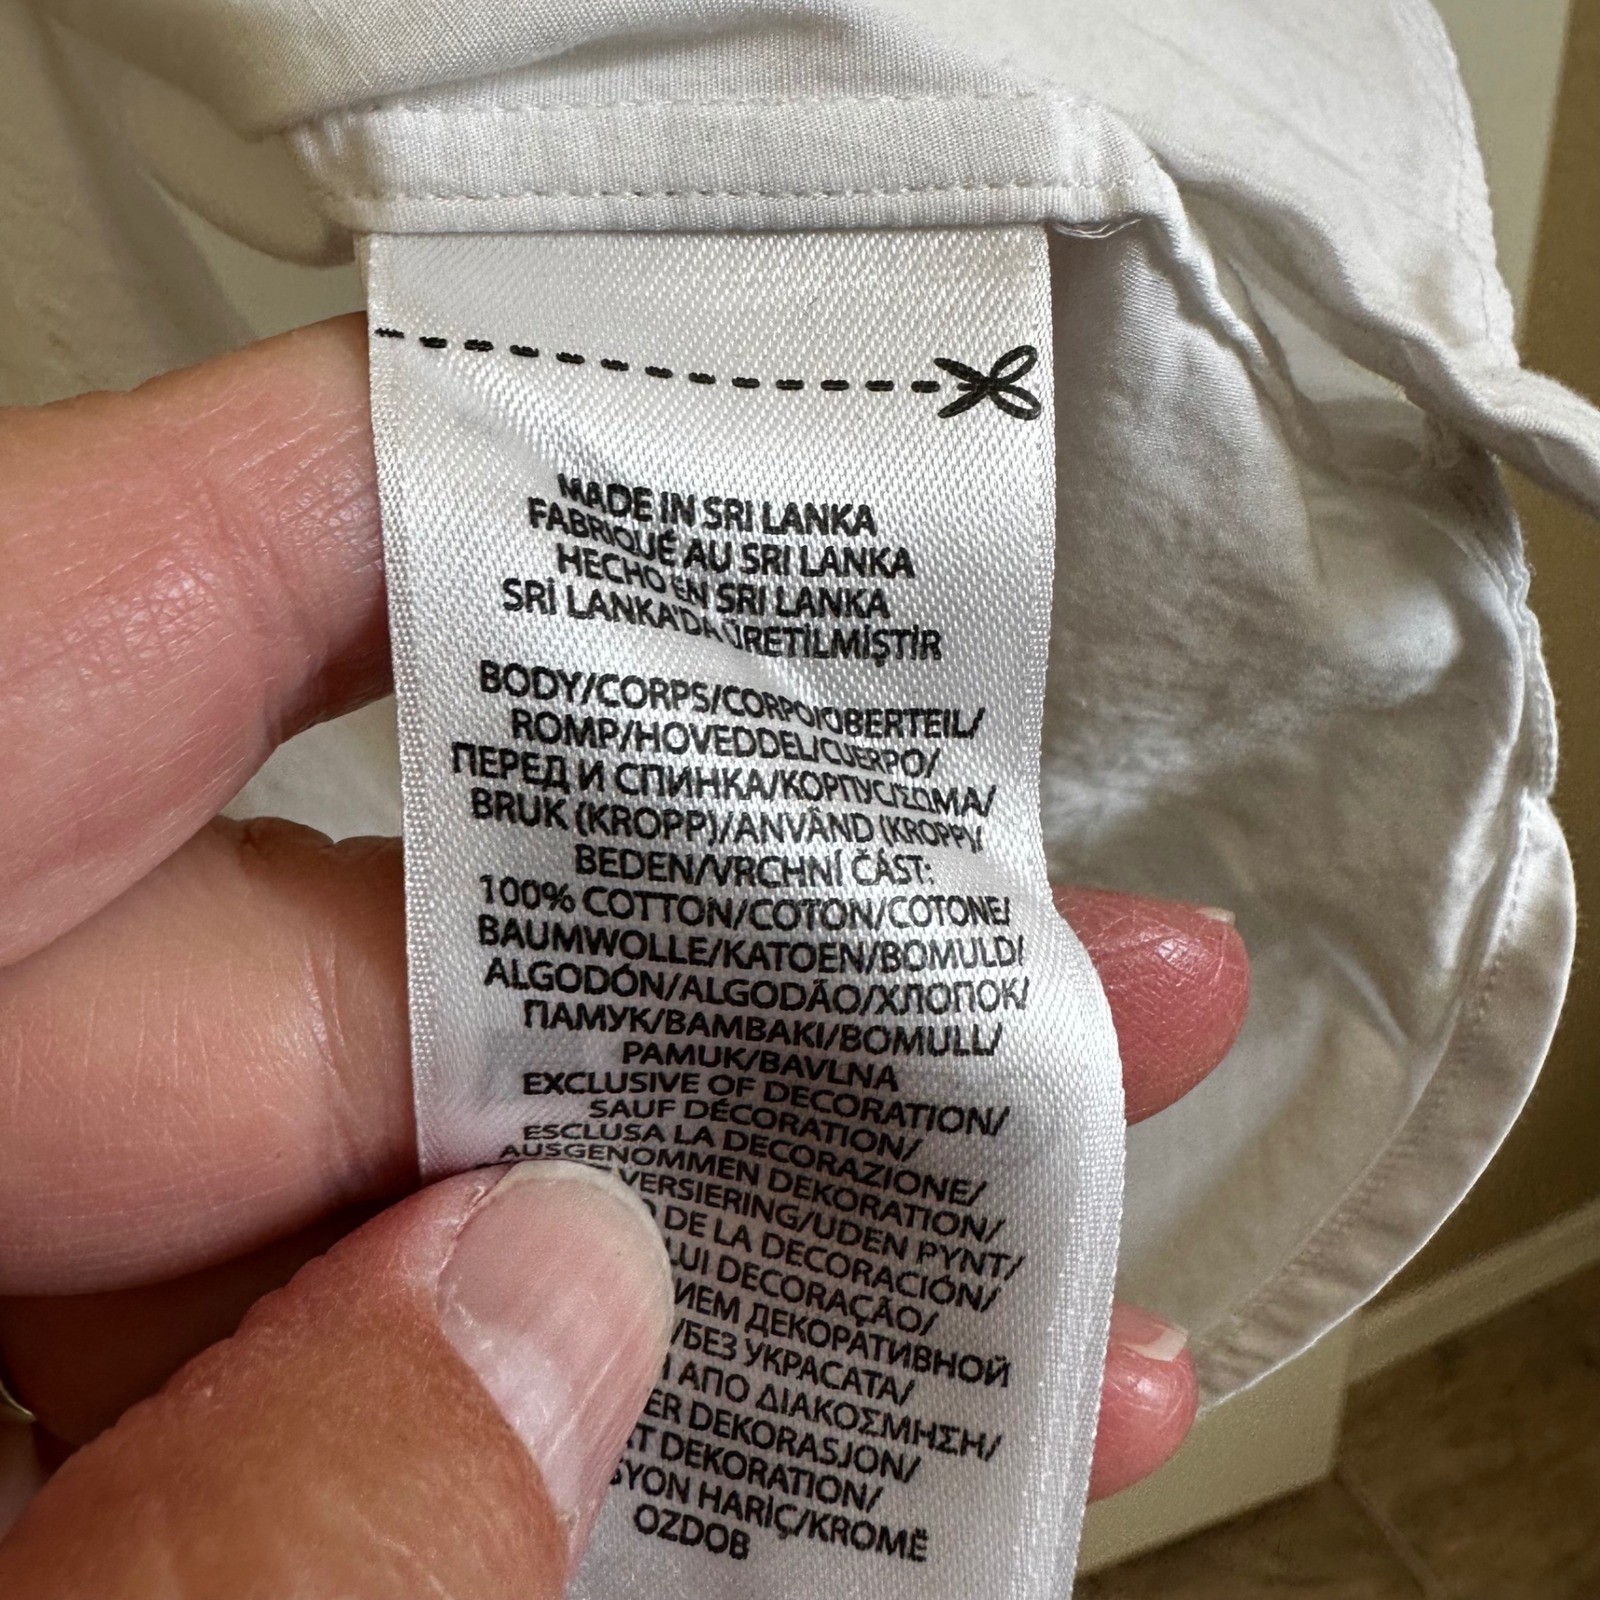 MADE IN SRI LANKA
FABRIQUÉ AU SRI LANKA
HECHO EN SRI LANKA
SRİ LANKA'DA ÜRETİLMİŞTİR
BODY/CORPS/CORPO/OBERTEIL/
ROMP/HOVEDDEL/CUERPO/
ПЕРЕД И СПИНКА/КОРПУС/ΣΩΜΑ/
BRUK (KROPP)/ANVÄND (KROPP)/
BEDEN/VRCHNÍ ČÁST:
100% COTTON/COTON/COTONE/
BAUMWOLLE/KATOEN/BOMULD/
ALGODÓN/ALGODÃO/ХЛОПОК/
ПАМУК/ΒΑΜΒΑΚΙ/BOMULL/
PAMUK/BAVLNA
EXCLUSIVE OF DECORATION/
SAUF DÉCORATION/
ESCLUSA LA DECORAZIONE/
AUSGENOMMEN DEKORATION/
VERSIERING/UDEN PYNT/
DE LA DECORACIÓN/
DECORAÇÃO/
ДЕКОРАТИВНОЙ
/БЕЗ УКРАСАТА/
ΑΠΟ ΔΙΑΚΟΣΜΗΣΗ/
DEKORASJON/
DEKORATION/
HARİÇ/KROMĚ
OZDOB